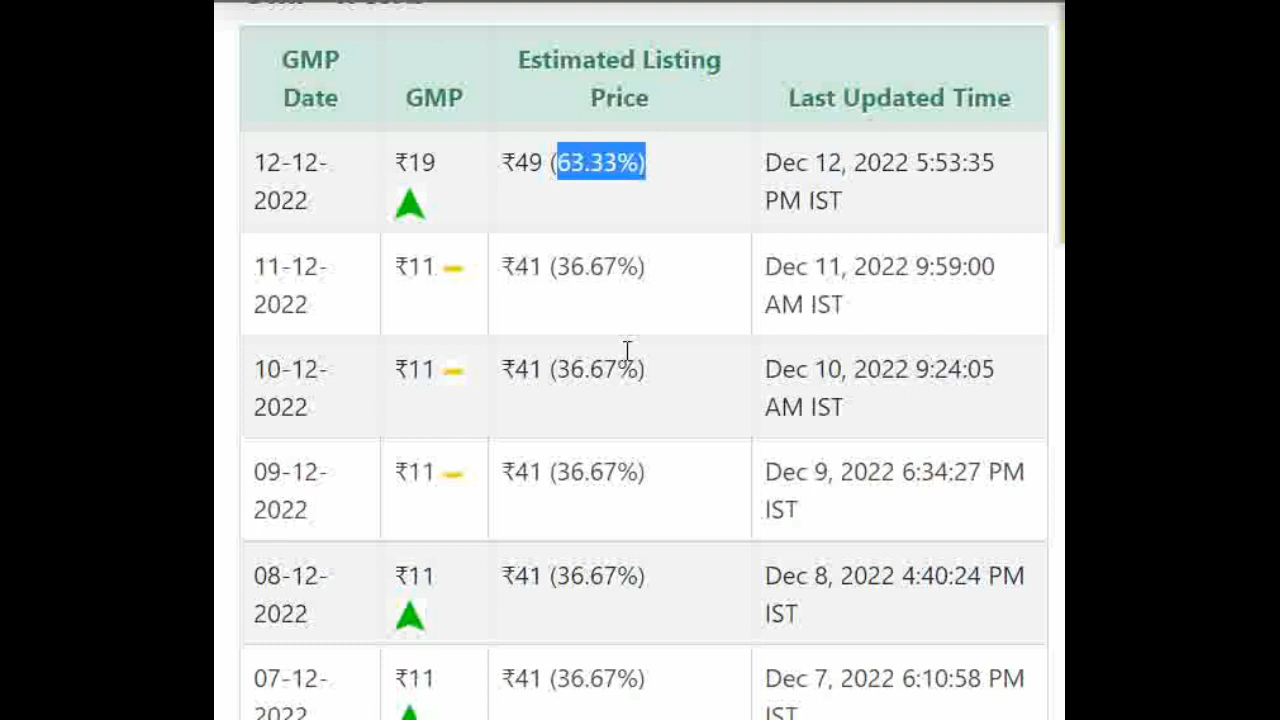 GMP
Date
GMP
Estimated Listing
Price
Last Updated Time
12-12-
2022
₹19
₹49 (63.33%)
Dec 12, 2022 5:53:35
PM IST
11-12-
2022
₹11
₹41 (36.67%)
Dec 11, 2022 9:59:00
AM IST
10-12-
2022
₹11
₹41 (36.67%)
Dec 10, 2022 9:24:05
AM IST
09-12-
2022
₹11
₹41 (36.67%)
Dec 9, 2022 6:34:27 PM
IST
08-12-
2022
₹11
₹41 (36.67%)
Dec 8, 2022 4:40:24 PM
IST
07-12-
2022
₹11
₹41 (36.67%)
Dec 7, 2022 6:10:58 PM
IST